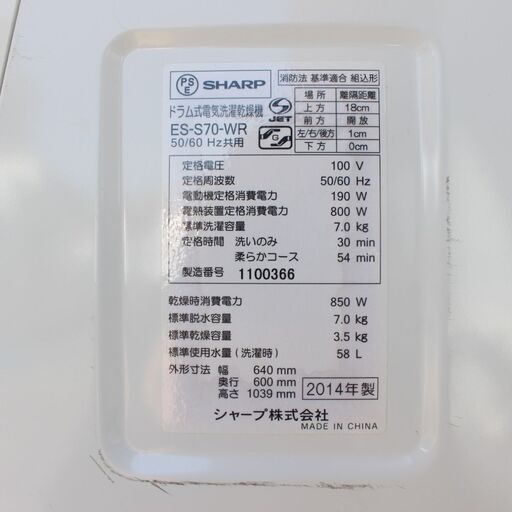 PS E SHARP
消防法 基準適合 組込形
場所 離隔距離
上方 18cm
前方 開放
左/右/後方 1cm
下方 0cm
ドラム式電気洗濯乾燥機
S JET
ES-S70-WR
50/60 Hz共用
G
定格電圧 100 V
定格周波数 50/60 Hz
電動機定格消費電力 190 W
電熱装置定格消費電力 800 W
標準洗濯容量 7.0 kg
定格時間 洗いのみ 30 min
柔らかコース 54 min
製造番号 1100366
乾燥時消費電力 850 W
標準脱水容量 7.0 kg
標準乾燥容量 3.5 kg
標準使用水量(洗濯時) 58 L
外形寸法 幅 640 mm
奥行 600 mm
高さ 1039 mm
2014年製
シャープ株式会社
MADE IN CHINA